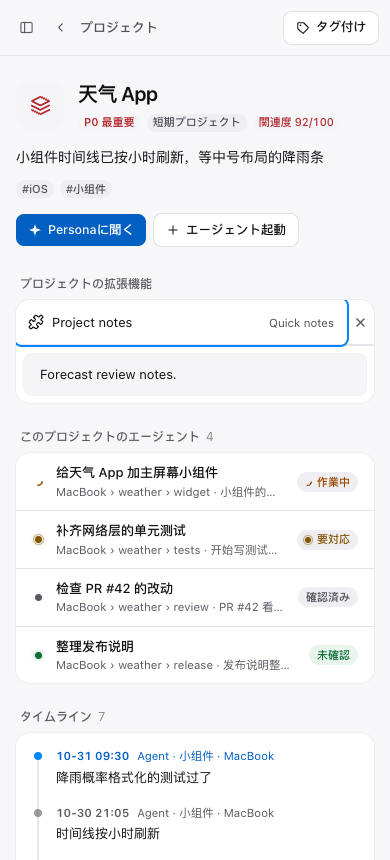 プロジェクト
タグ付け
天气 App
P0 最重要 短期プロジェクト 関連度 92/100
小组件时间线已按小时刷新，等中号布局的降雨条
#iOS #小组件
Personaに聞く エージェント起動
プロジェクトの拡張機能
Project notes Quick notes
Forecast review notes.
このプロジェクトのエージェント 4
给天气 App 加主屏幕小组件
MacBook › weather › widget · 小组件的... 作業中
补齐网络层的单元测试
MacBook › weather › tests · 开始写测试... 要対応
检查 PR #42 的改动
MacBook › weather › review · PR #42 看... 確認済み
整理发布说明
MacBook › weather › release · 发布说明整... 未確認
タイムライン 7
10-31 09:30 Agent · 小组件 · MacBook
降雨概率格式化的测试过了
10-30 21:05 Agent · 小组件 · MacBook
时间线按小时刷新